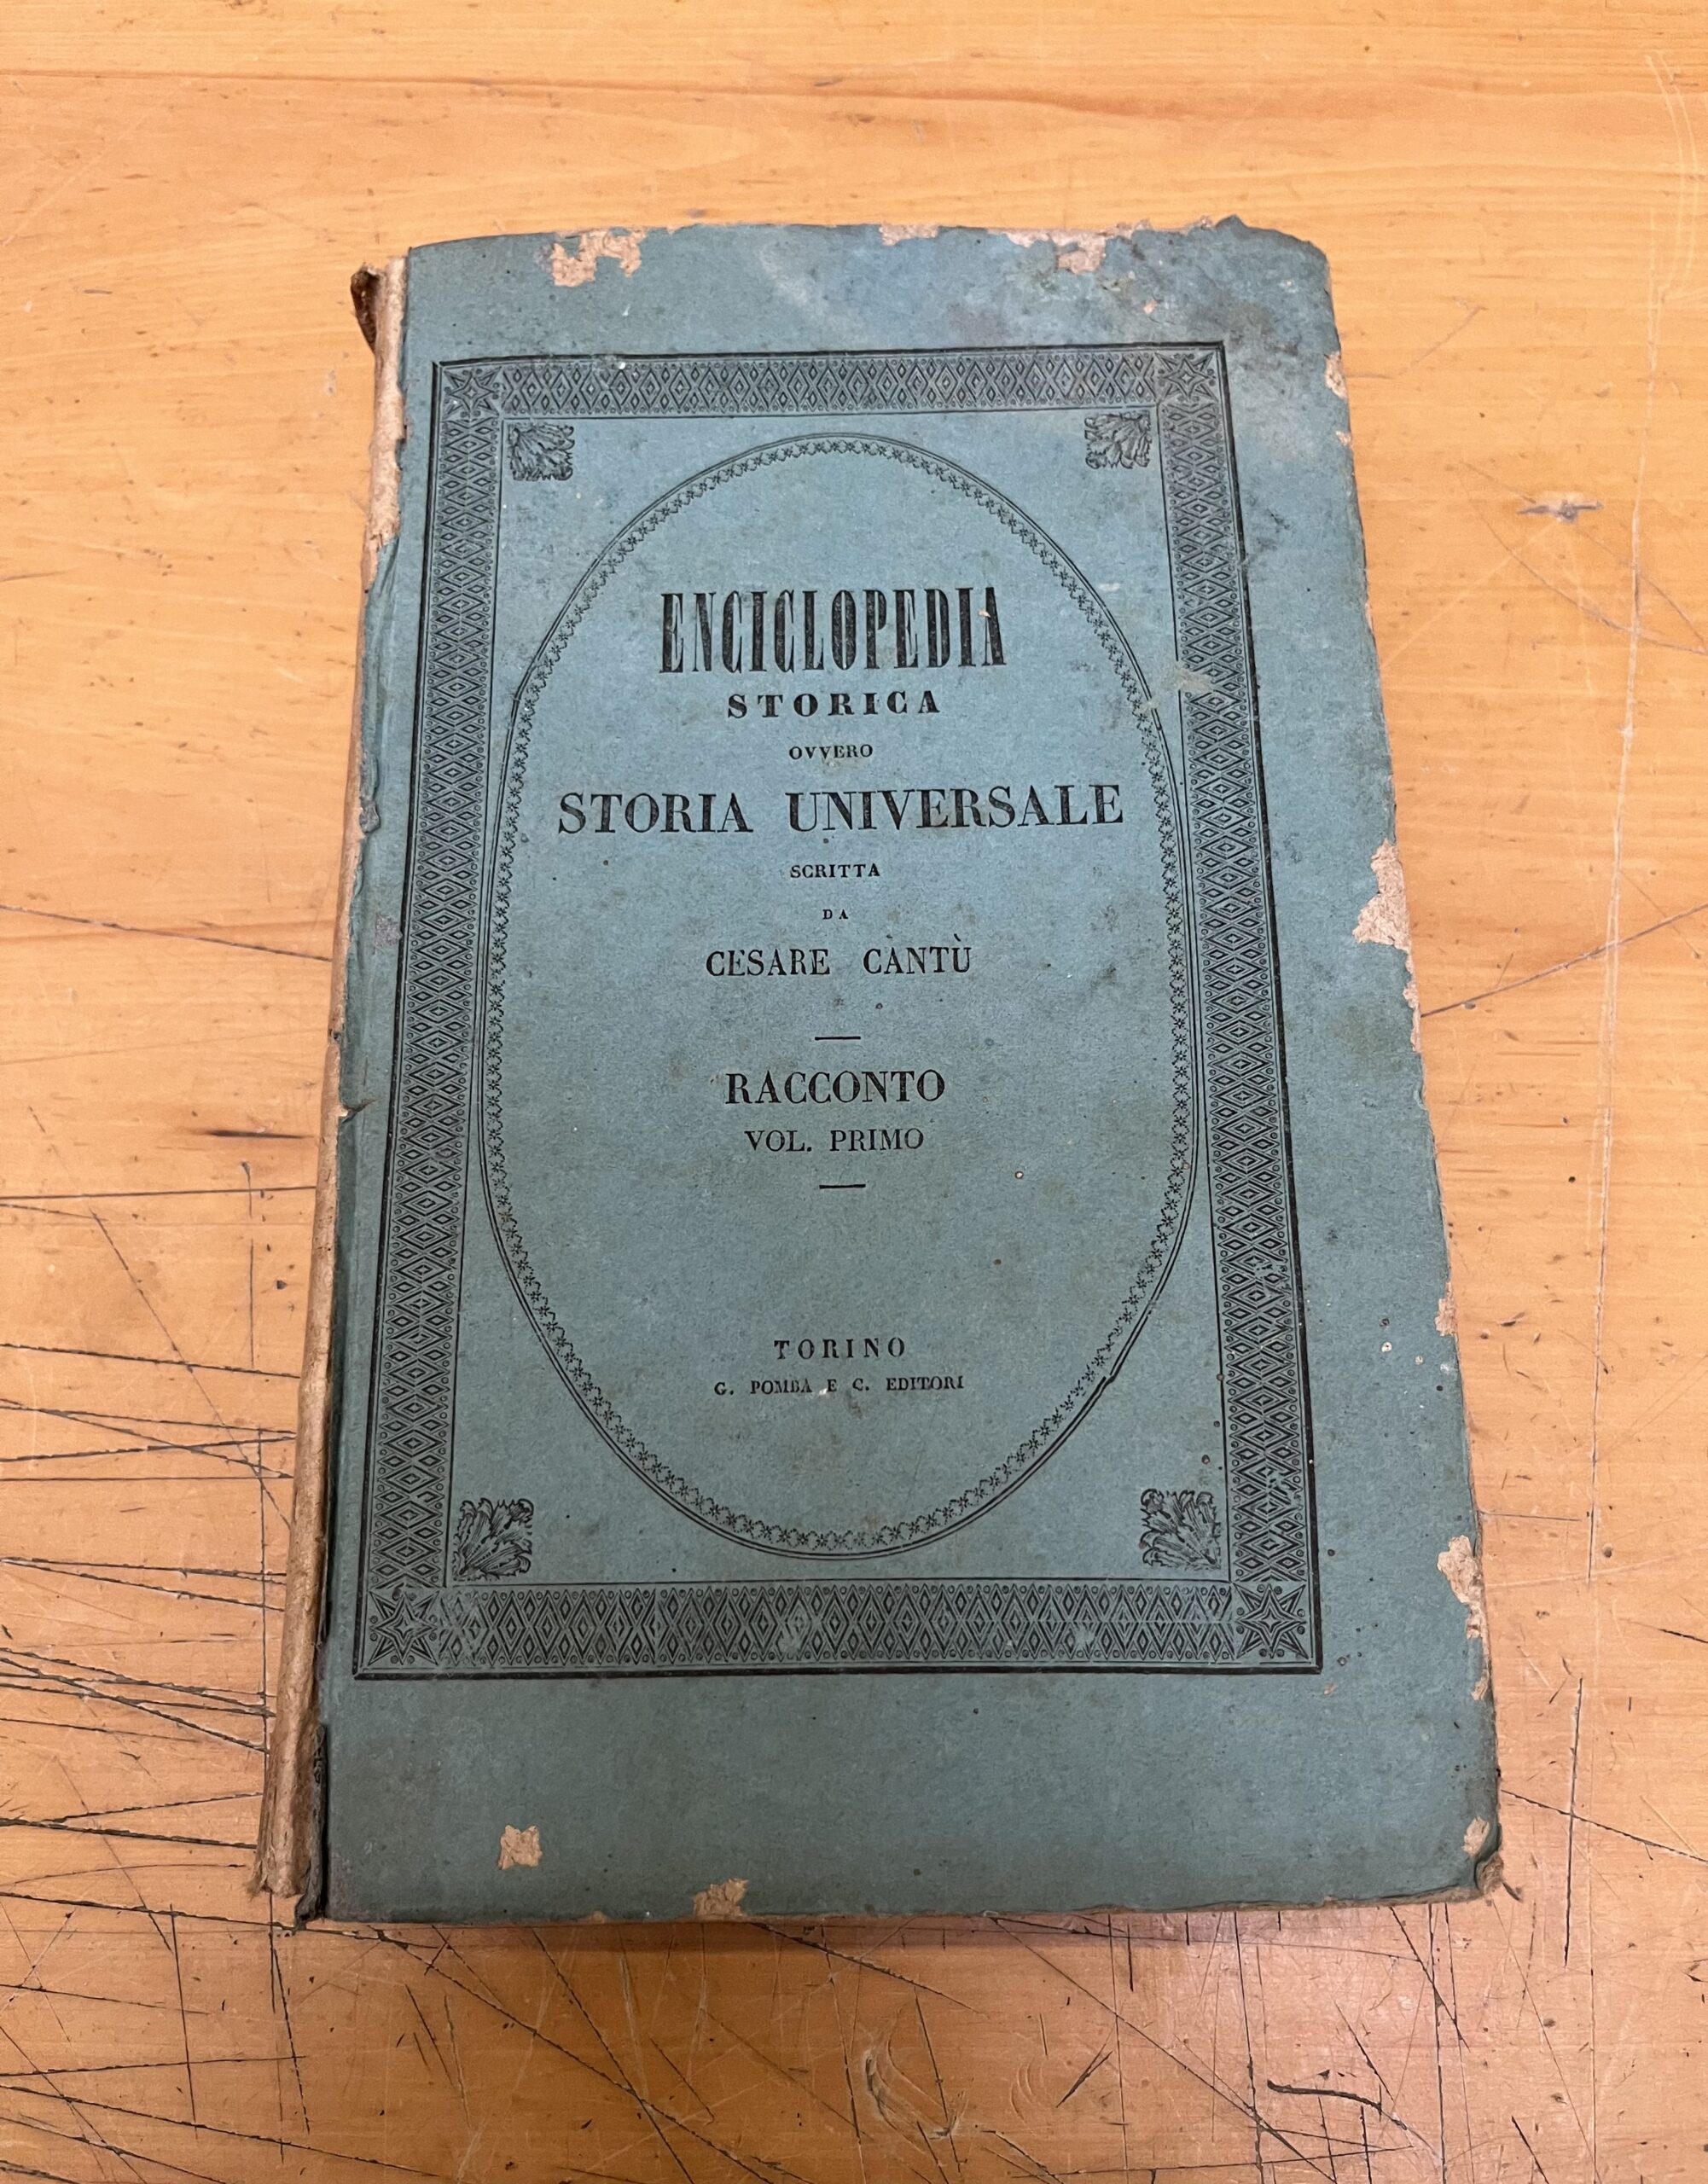 ENCICLOPEDIA
STORICA
OVVERO
STORIA UNIVERSALE
SCRITTA
DA
CESARE CANTÙ
RACCONTO
VOL. PRIMO
TORINO
G. POMBA E C. EDITORI